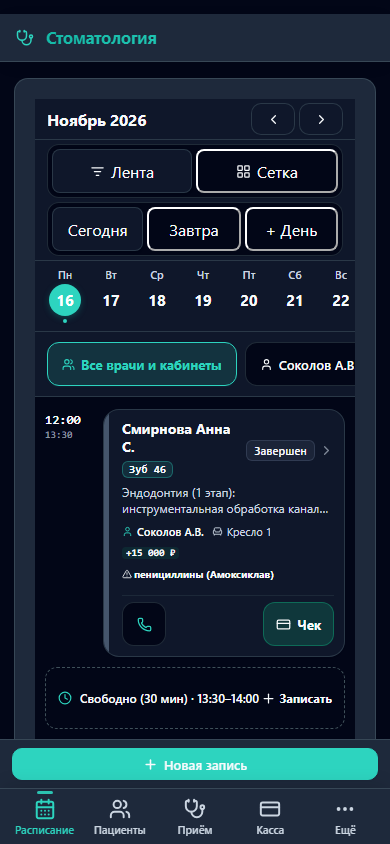 Стоматология
Ноябрь 2026
Лента
Сетка
Сегодня
Завтра
+ День
Пн Вт Ср Чт Пт Сб Вс
16 17 18 19 20 21 22
Все врачи и кабинеты
Соколов А.В
12:00
13:30
Смирнова Анна
С.
Завершен
Зуб 46
Эндодонтия (1 этап):
инструментальная обработка канал...
Соколов А.В. Кресло 1
+15 000 ₽
пенициллины (Амоксиклав)
Чек
Свободно (30 мин) · 13:30–14:00 + Записать
+ Новая запись
Расписание Пациенты Приём Касса Ещё